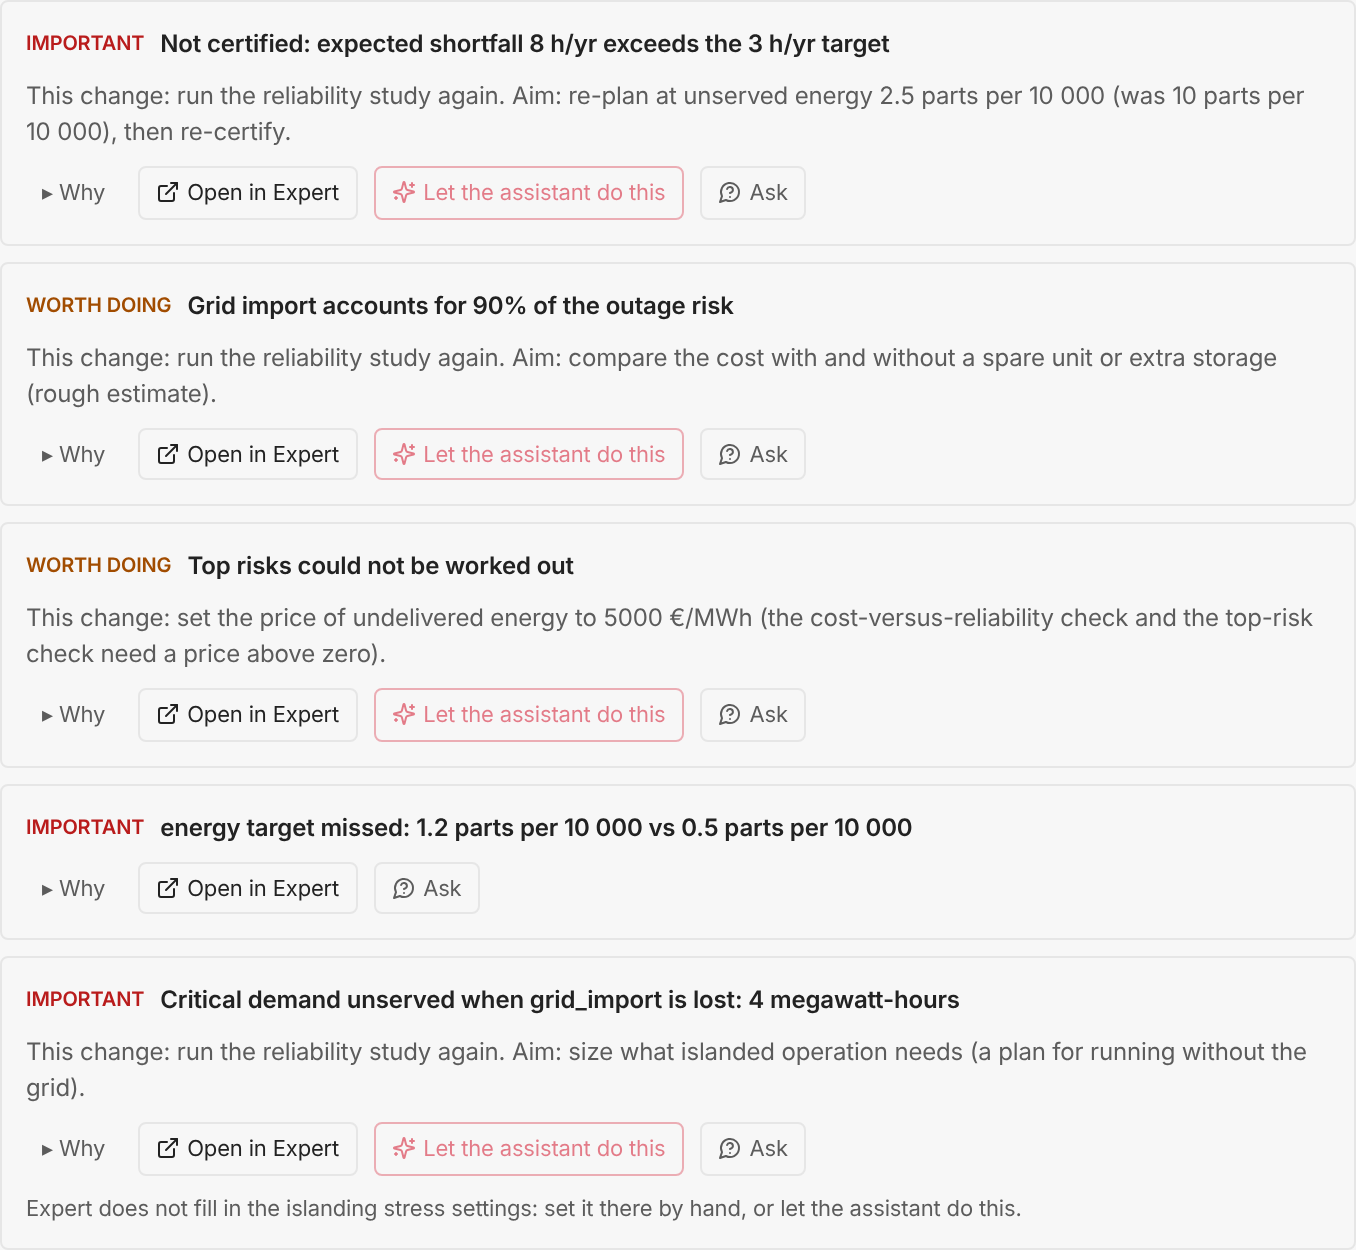 IMPORTANT Not certified: expected shortfall 8 h/yr exceeds the 3 h/yr target
This change: run the reliability study again. Aim: re-plan at unserved energy 2.5 parts per 10 000 (was 10 parts per
10 000), then re-certify.
▸ Why Open in Expert Let the assistant do this Ask
WORTH DOING Grid import accounts for 90% of the outage risk
This change: run the reliability study again. Aim: compare the cost with and without a spare unit or extra storage
(rough estimate).
▸ Why Open in Expert Let the assistant do this Ask
WORTH DOING Top risks could not be worked out
This change: set the price of undelivered energy to 5000 €/MWh (the cost-versus-reliability check and the top-risk
check need a price above zero).
▸ Why Open in Expert Let the assistant do this Ask
IMPORTANT energy target missed: 1.2 parts per 10 000 vs 0.5 parts per 10 000
▸ Why Open in Expert Ask
IMPORTANT Critical demand unserved when grid_import is lost: 4 megawatt-hours
This change: run the reliability study again. Aim: size what islanded operation needs (a plan for running without the
grid).
▸ Why Open in Expert Let the assistant do this Ask
Expert does not fill in the islanding stress settings: set it there by hand, or let the assistant do this.